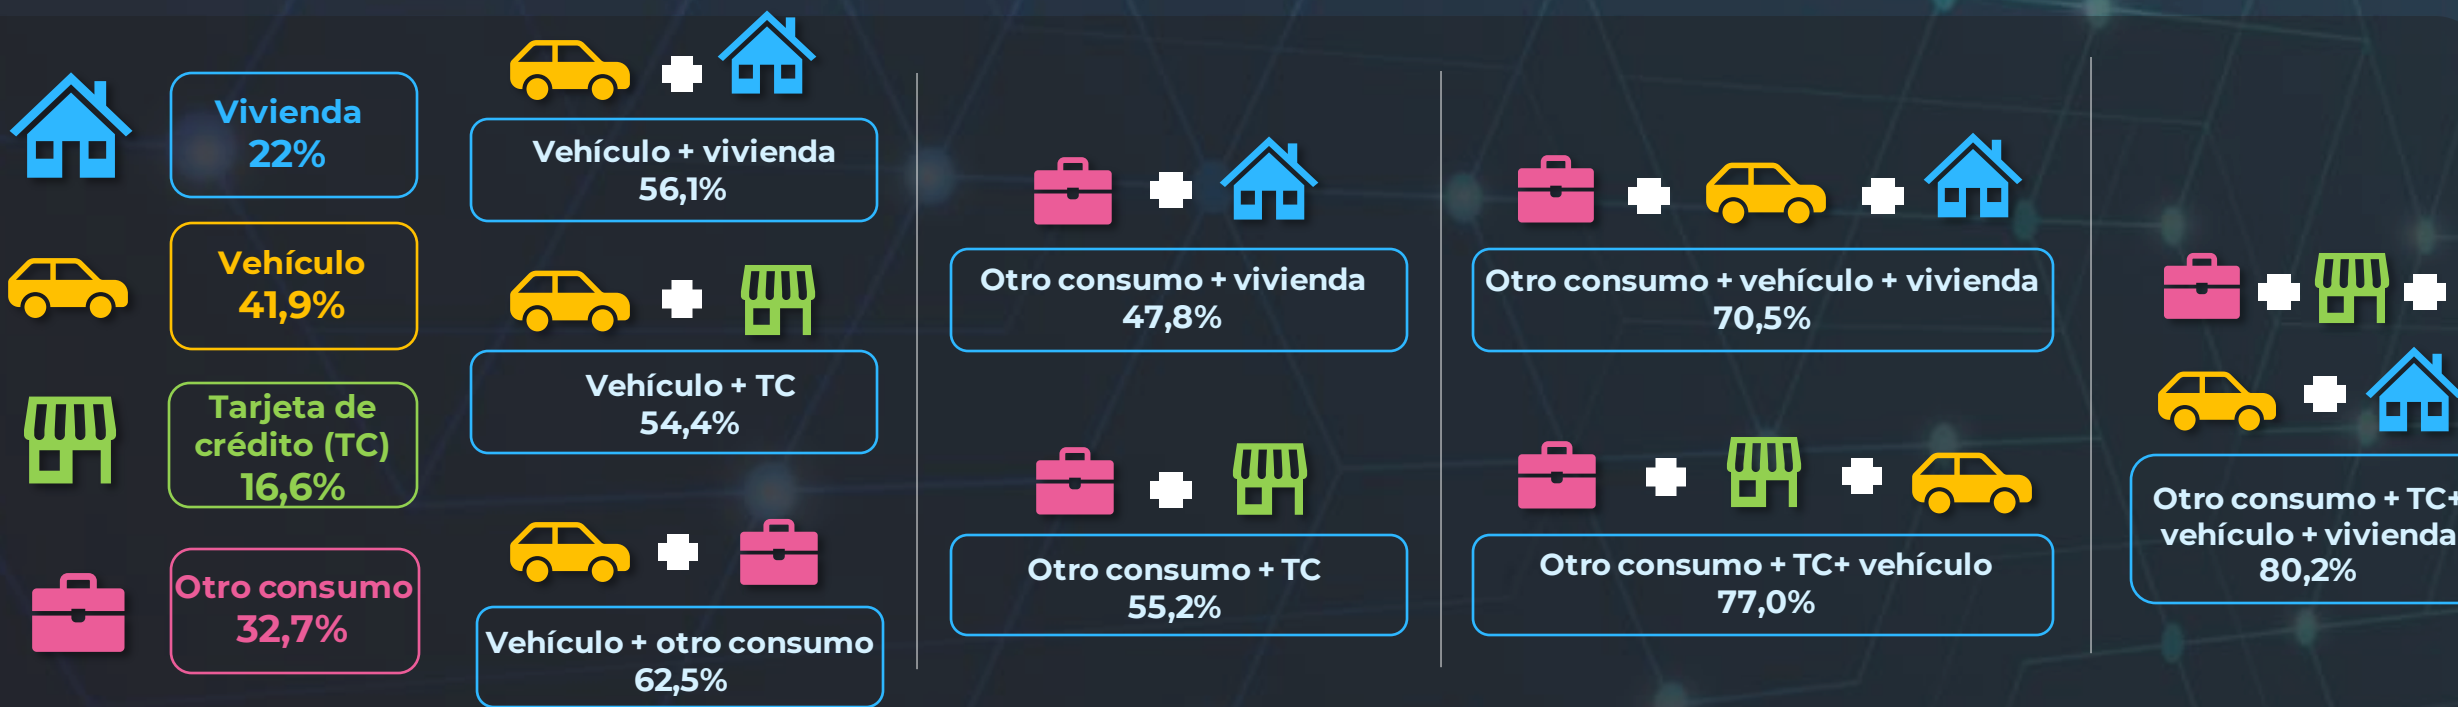 Vivienda
22%
Vehículo
41,9%
Tarjeta de
crédito (TC)
16,6%
Otro consumo
32,7%
Vehículo + vivienda
56,1%
Vehículo + TC
54,4%
Vehículo + otro consumo
62,5%
Otro consumo + vivienda
47,8%
Otro consumo + TC
55,2%
Otro consumo + vehículo + vivienda
70,5%
Otro consumo + TC+ vehículo
77,0%
Otro consumo + TC+
vehículo + vivienda
80,2%